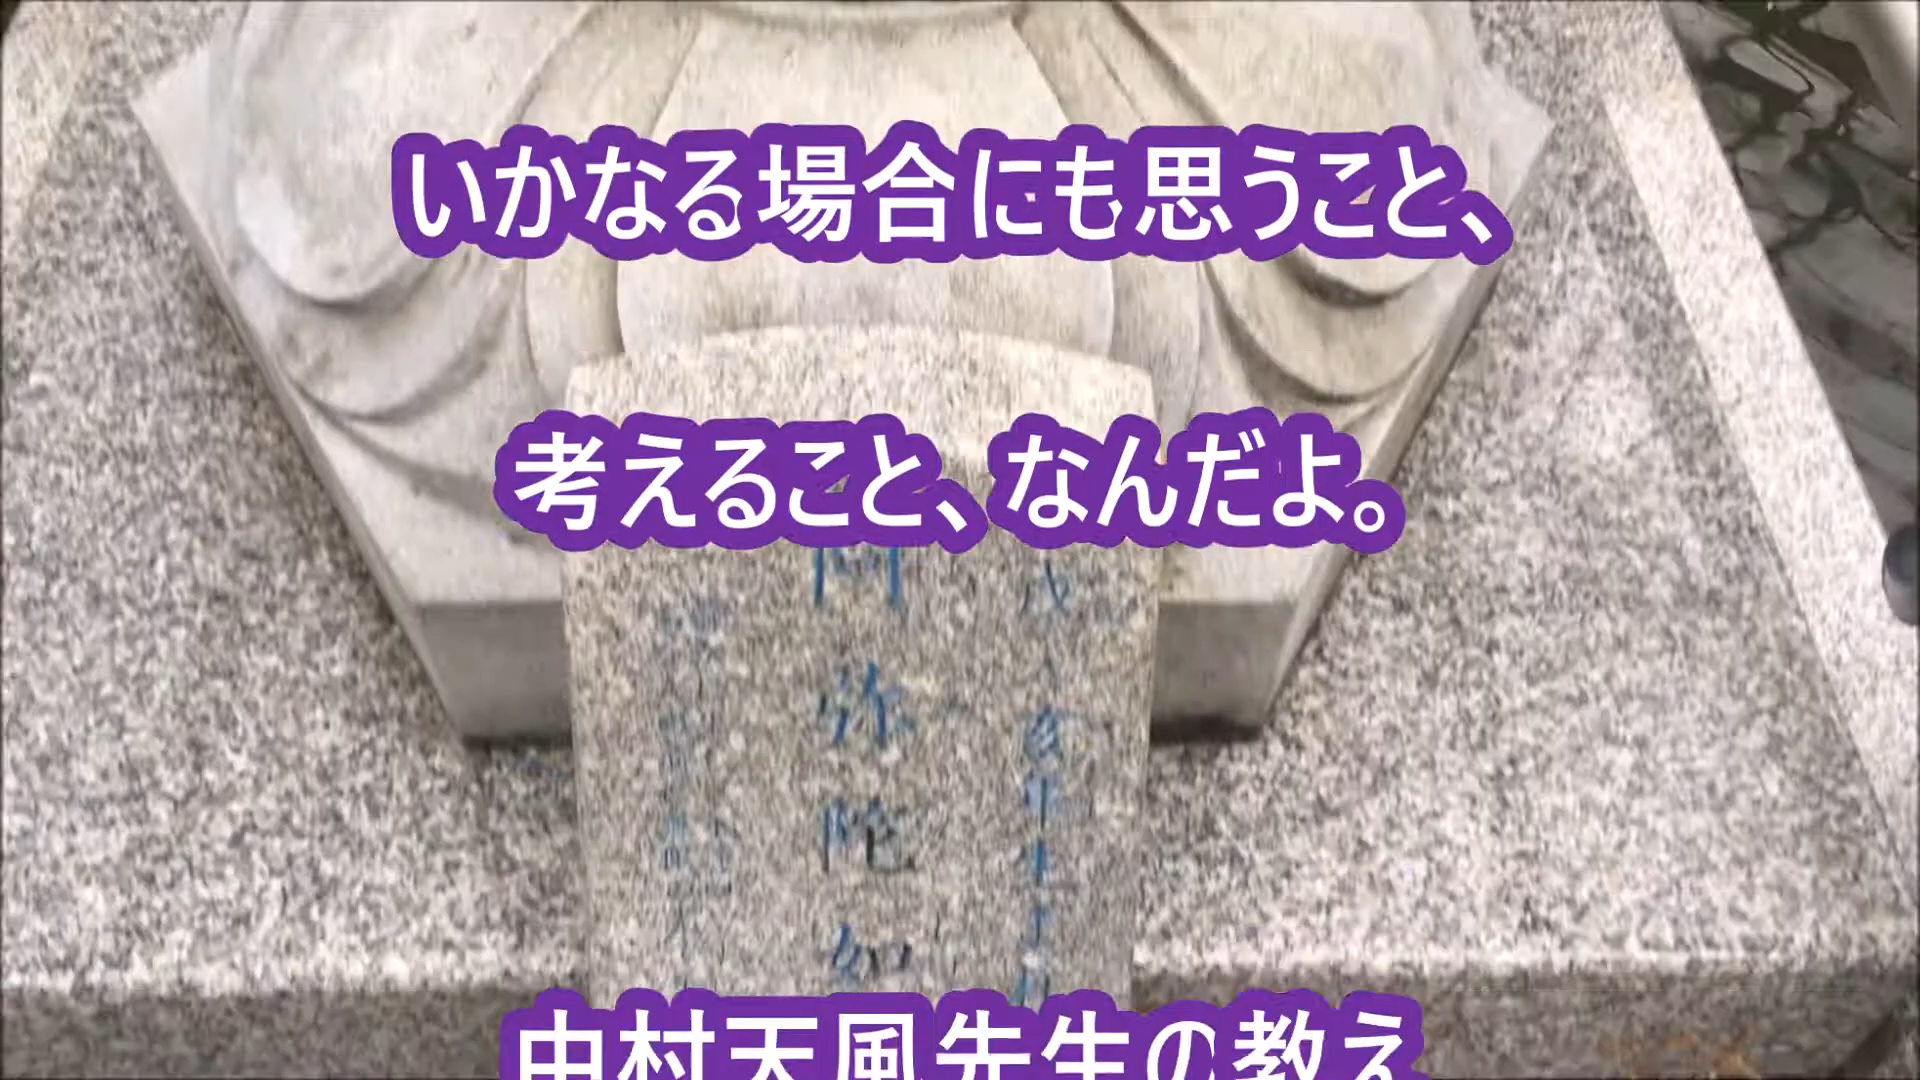 いかなる場合にも思うこと、
考えること、なんだよ。
阿弥陀如
中村天風先生の教え